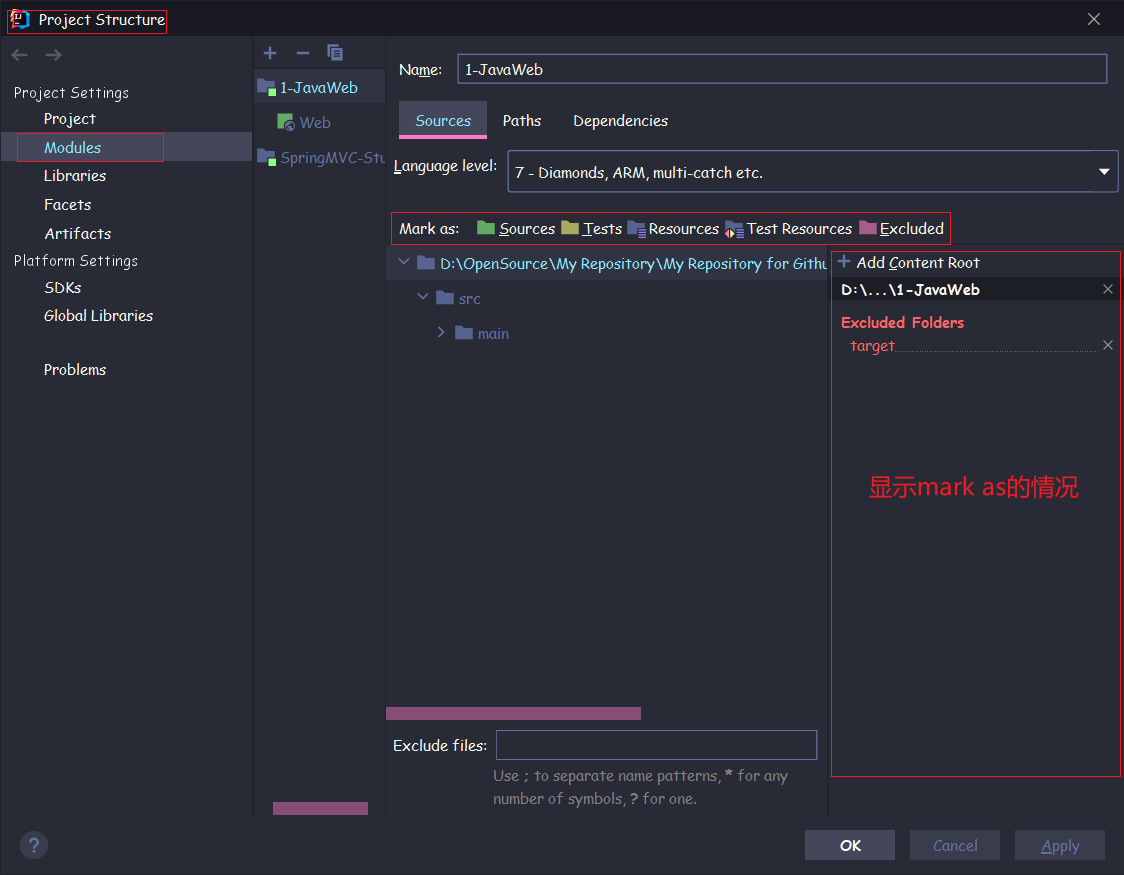 Project Structure
Project Settings
Project
Modules
Libraries
Facets
Artifacts
Platform Settings
SDKs
Global Libraries
Problems
1-JavaWeb
Web
SpringMVC-Stu
Name: 1-JavaWeb
Sources Paths Dependencies
Language level: 7 - Diamonds, ARM, multi-catch etc.
Mark as: Sources Tests Resources Test Resources Excluded
D:\OpenSource\My Repository\My Repository for Githu
src
main
Add Content Root
D:\...\1-JavaWeb
Excluded Folders
target
显示mark as的情况
Exclude files:
Use ; to separate name patterns, * for any
number of symbols, ? for one.
?
OK Cancel Apply